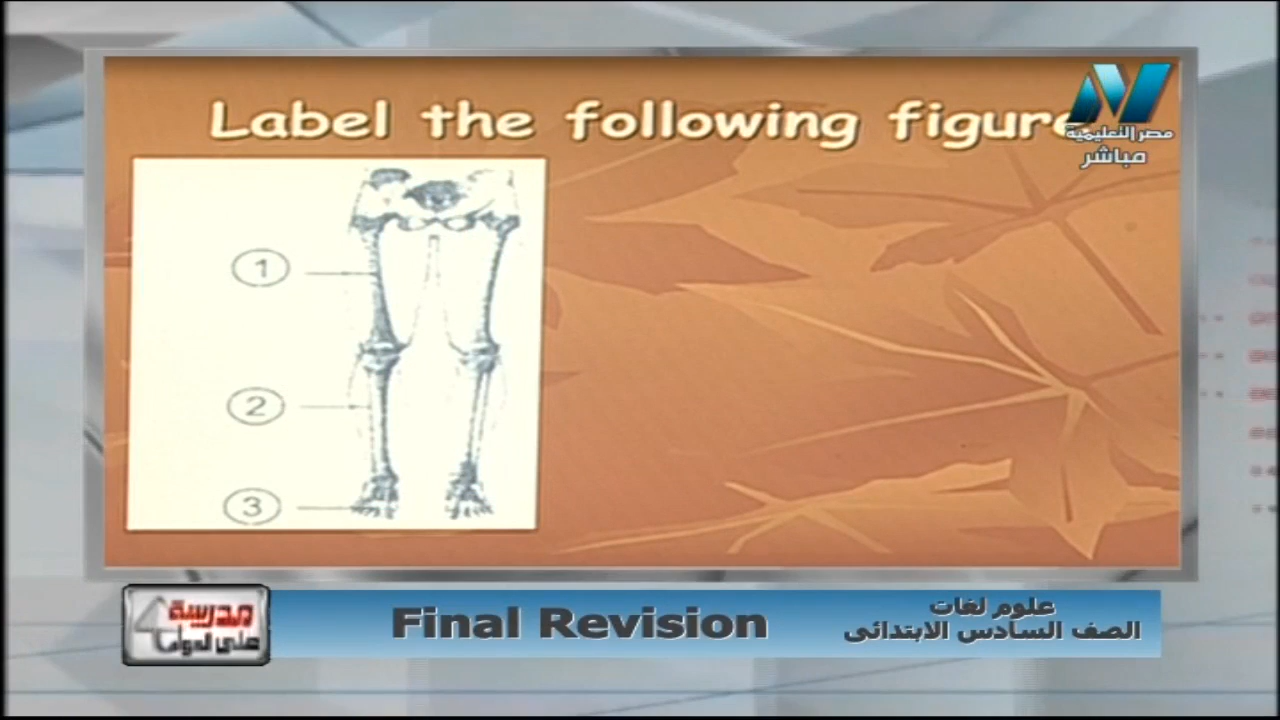 Label the following figure
مصر التعليمية
مباشر
1
2
3
مدرسة
على الهواء
Final Revision
علوم لغات
الصف السادس الابتدائى